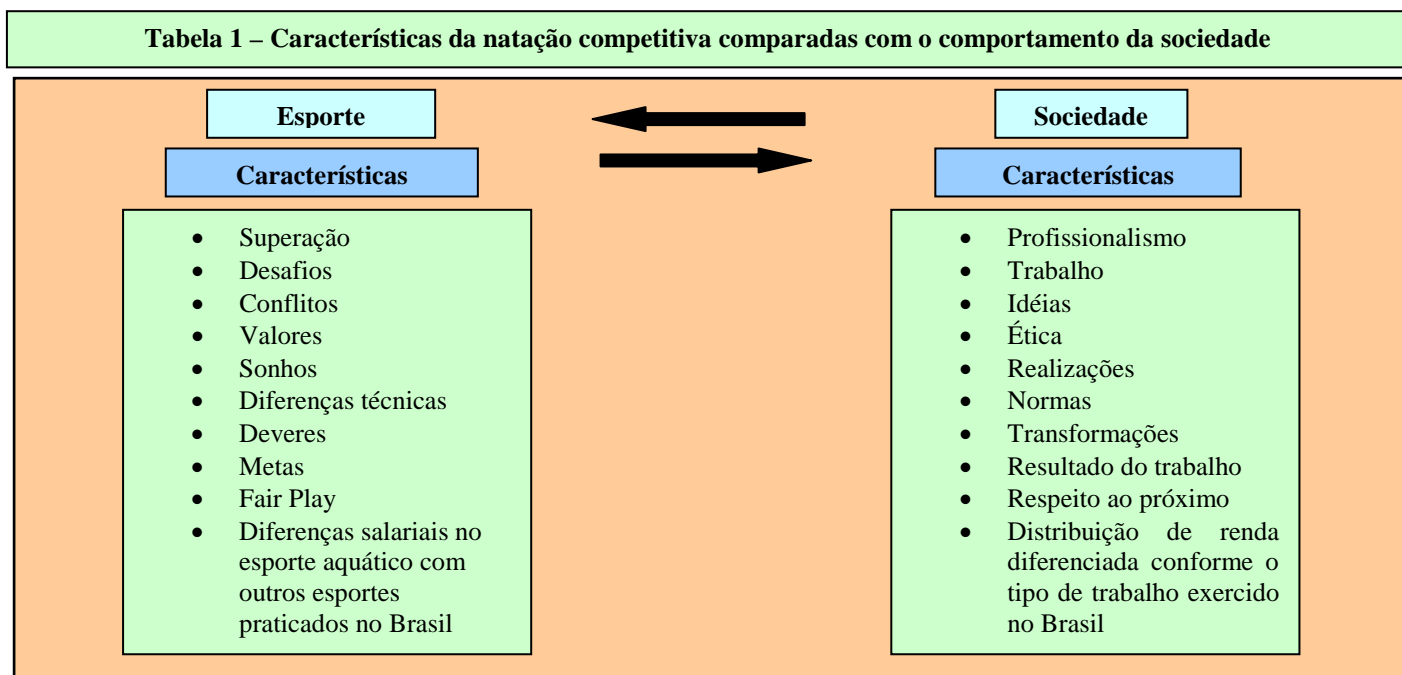 Tabela 1 – Características da natação competitiva comparadas com o comportamento da sociedade
Esporte
Características
• Superação
• Desafios
• Conflitos
• Valores
• Sonhos
• Diferenças técnicas
• Deveres
• Metas
• Fair Play
• Diferenças salariais no
esporte aquático com
outros esportes
praticados no Brasil
Sociedade
Características
• Profissionalismo
• Trabalho
• Idéias
• Ética
• Realizações
• Normas
• Transformações
• Resultado do trabalho
• Respeito ao próximo
• Distribuição de renda
diferenciada conforme o
tipo de trabalho exercido
no Brasil